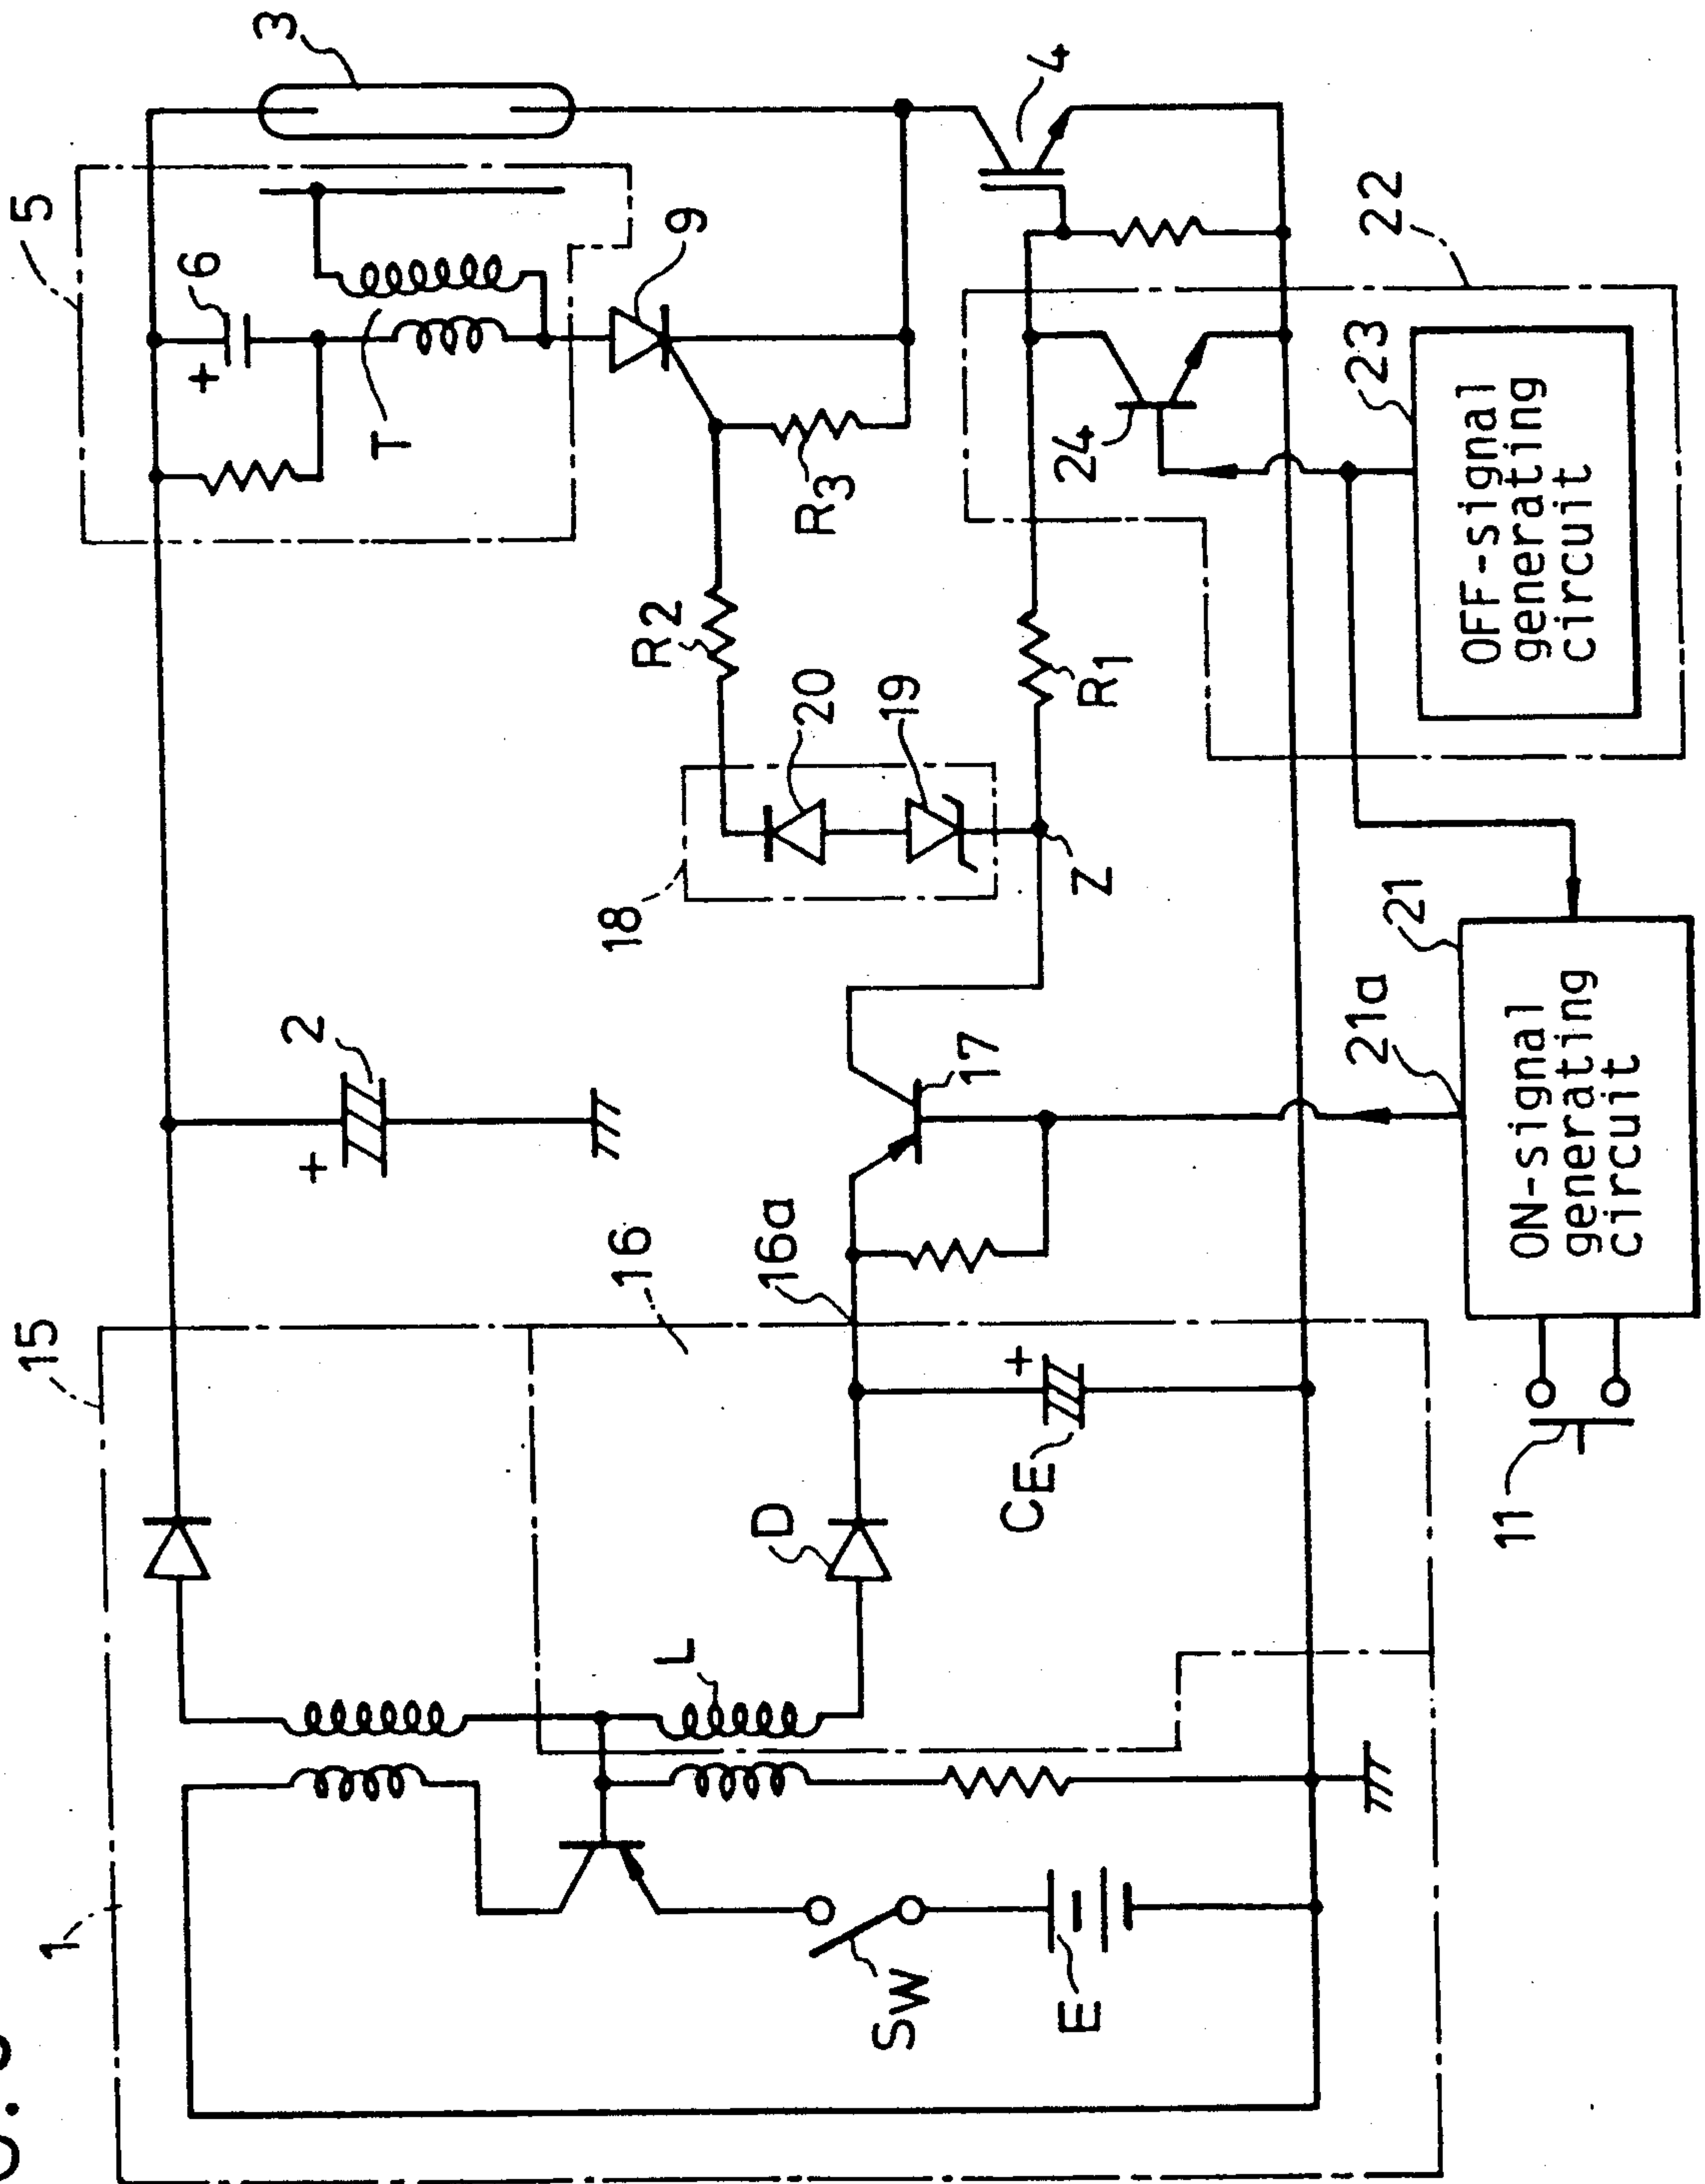 15
1
16
16a
L
D
CE
+
SW
E
2
+
17
18
20
19
Z
R2
R1
R3
5
6
+
T
9
3
4
22
24
23
OFF-signal
generating
circuit
21
21a
ON-signal
generating
circuit
11